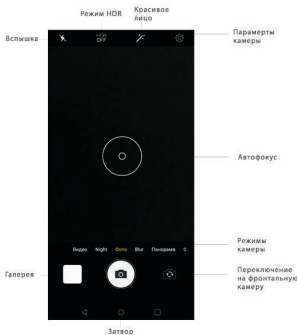 Режим HDR
Красивое
лицо
Вспышка
HDR
OFF
Параметры
камеры
Автофокус
Видео Night Фото Blur Панорама
Режимы
камеры
Галерея
Переключение
на фронтальную
камеру
Затвор